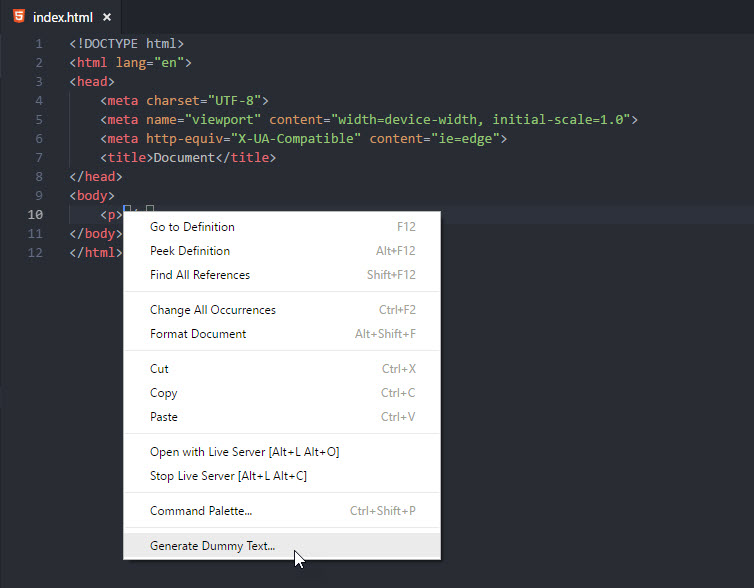 index.html ×
1 <!DOCTYPE html>
2 <html lang="en">
3 <head>
4 <meta charset="UTF-8">
5 <meta name="viewport" content="width=device-width, initial-scale=1.0">
6 <meta http-equiv="X-UA-Compatible" content="ie=edge">
7 <title>Document</title>
8 </head>
9 <body>
10 <p>
11 </body>
12 </html>
Go to Definition F12
Peek Definition Alt+F12
Find All References Shift+F12
Change All Occurrences Ctrl+F2
Format Document Alt+Shift+F
Cut Ctrl+X
Copy Ctrl+C
Paste Ctrl+V
Open with Live Server [Alt+L Alt+O]
Stop Live Server [Alt+L Alt+C]
Command Palette... Ctrl+Shift+P
Generate Dummy Text...